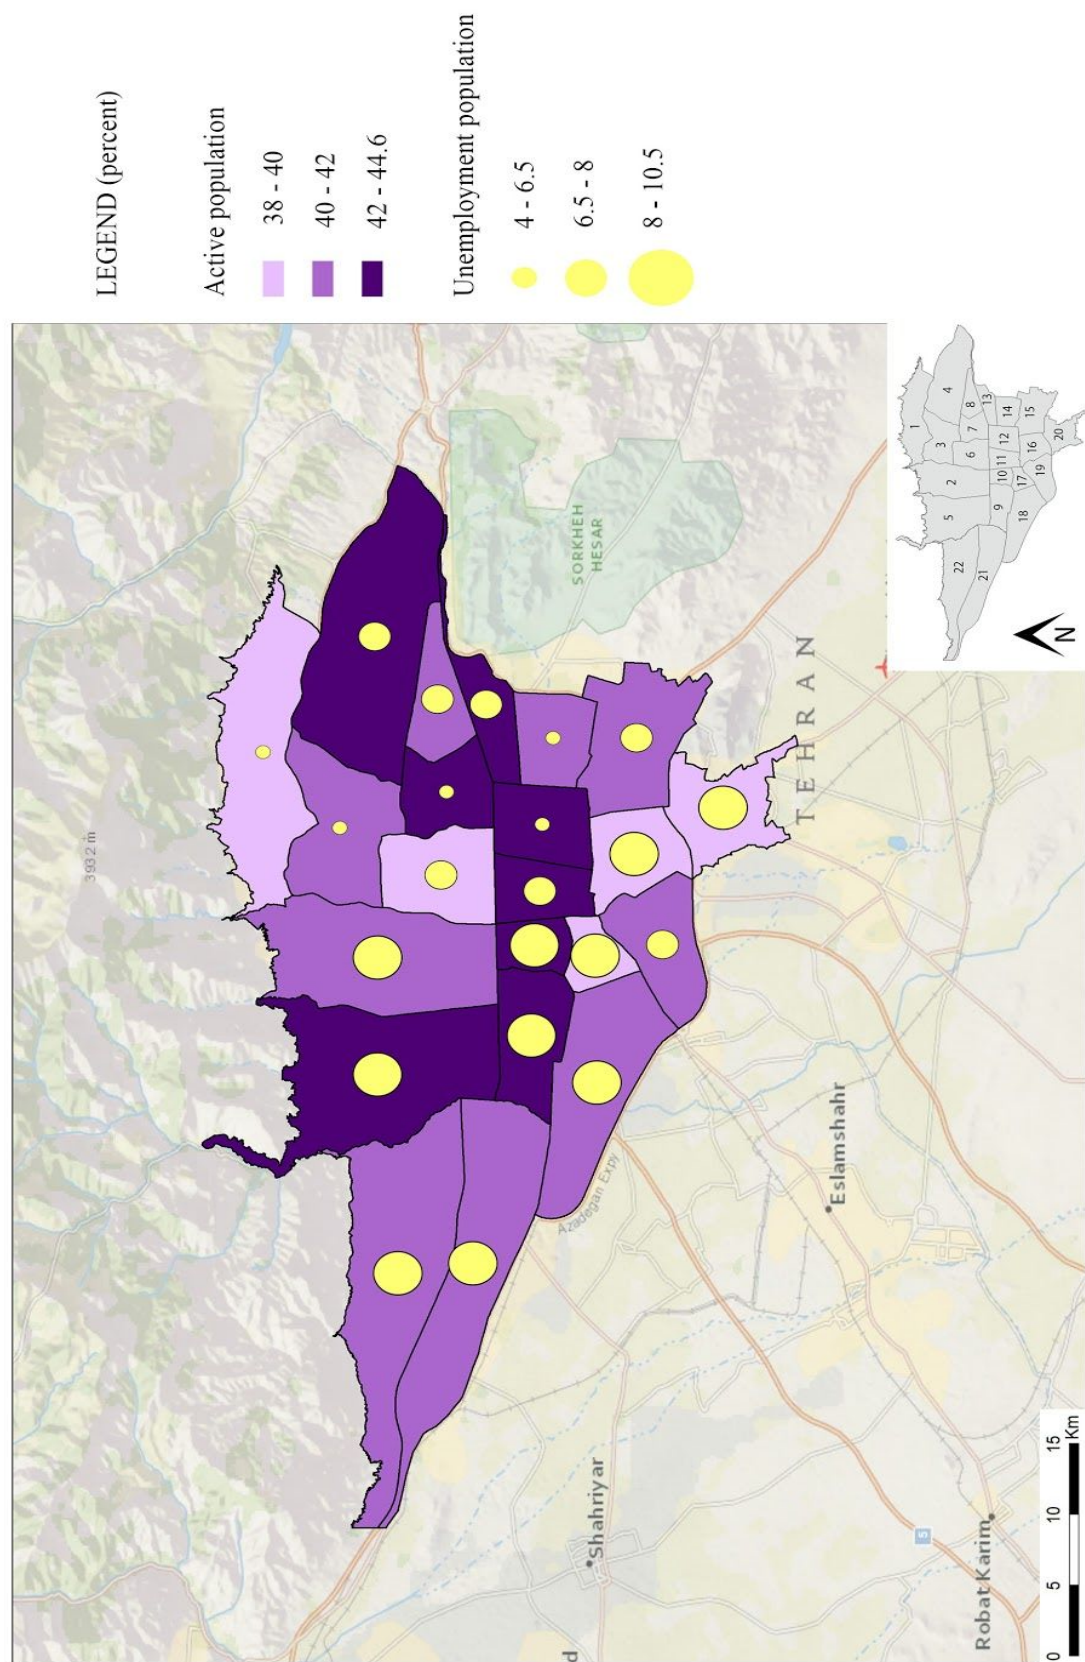 LEGEND (percent)
Active population
38 - 40
40 - 42
42 - 44.6
Unemployment population
4 - 6.5
6.5 - 8
8 - 10.5
3932 m
SORKHEH
HESAR
TEHRAN
Azadegan Expy
Eslamshahr
Shahriyar
Robat Karim
5
d
0 5 10 15
Km
N
1
2
3
4
5
6
7
8
9
10
11
12
13
14
15
16
17
18
19
20
21
22